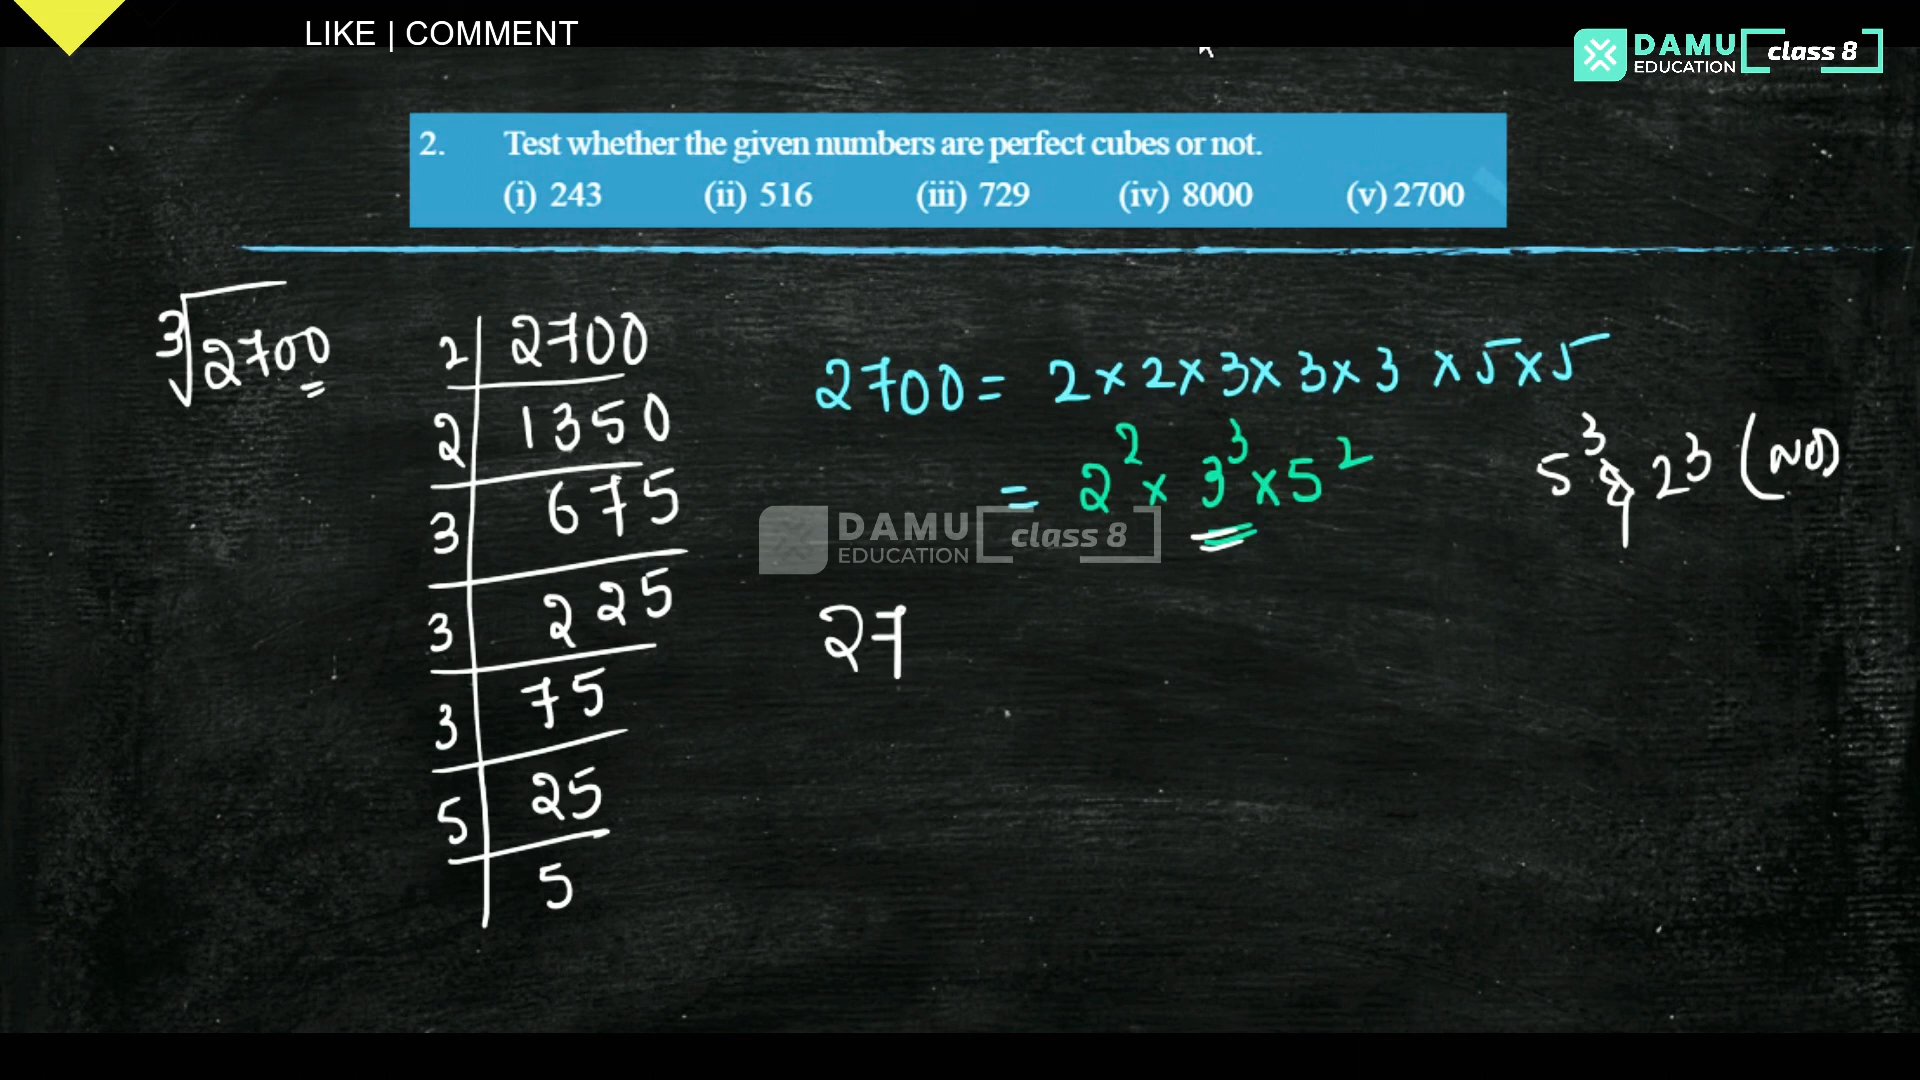 LIKE | COMMENT
DAMU
EDUCATION
class 8
2. Test whether the given numbers are perfect cubes or not.
(i) 243 (ii) 516 (iii) 729 (iv) 8000 (v) 2700
∛2700
2 | 2700
2 | 1350
3 | 675
3 | 225
3 | 75
5 | 25
5
2700 = 2 × 2 × 3 × 3 × 3 × 5 × 5
= 2² × 3³ × 5²
5³ & 2³ (NO)
DAMU
EDUCATION
class 8
27